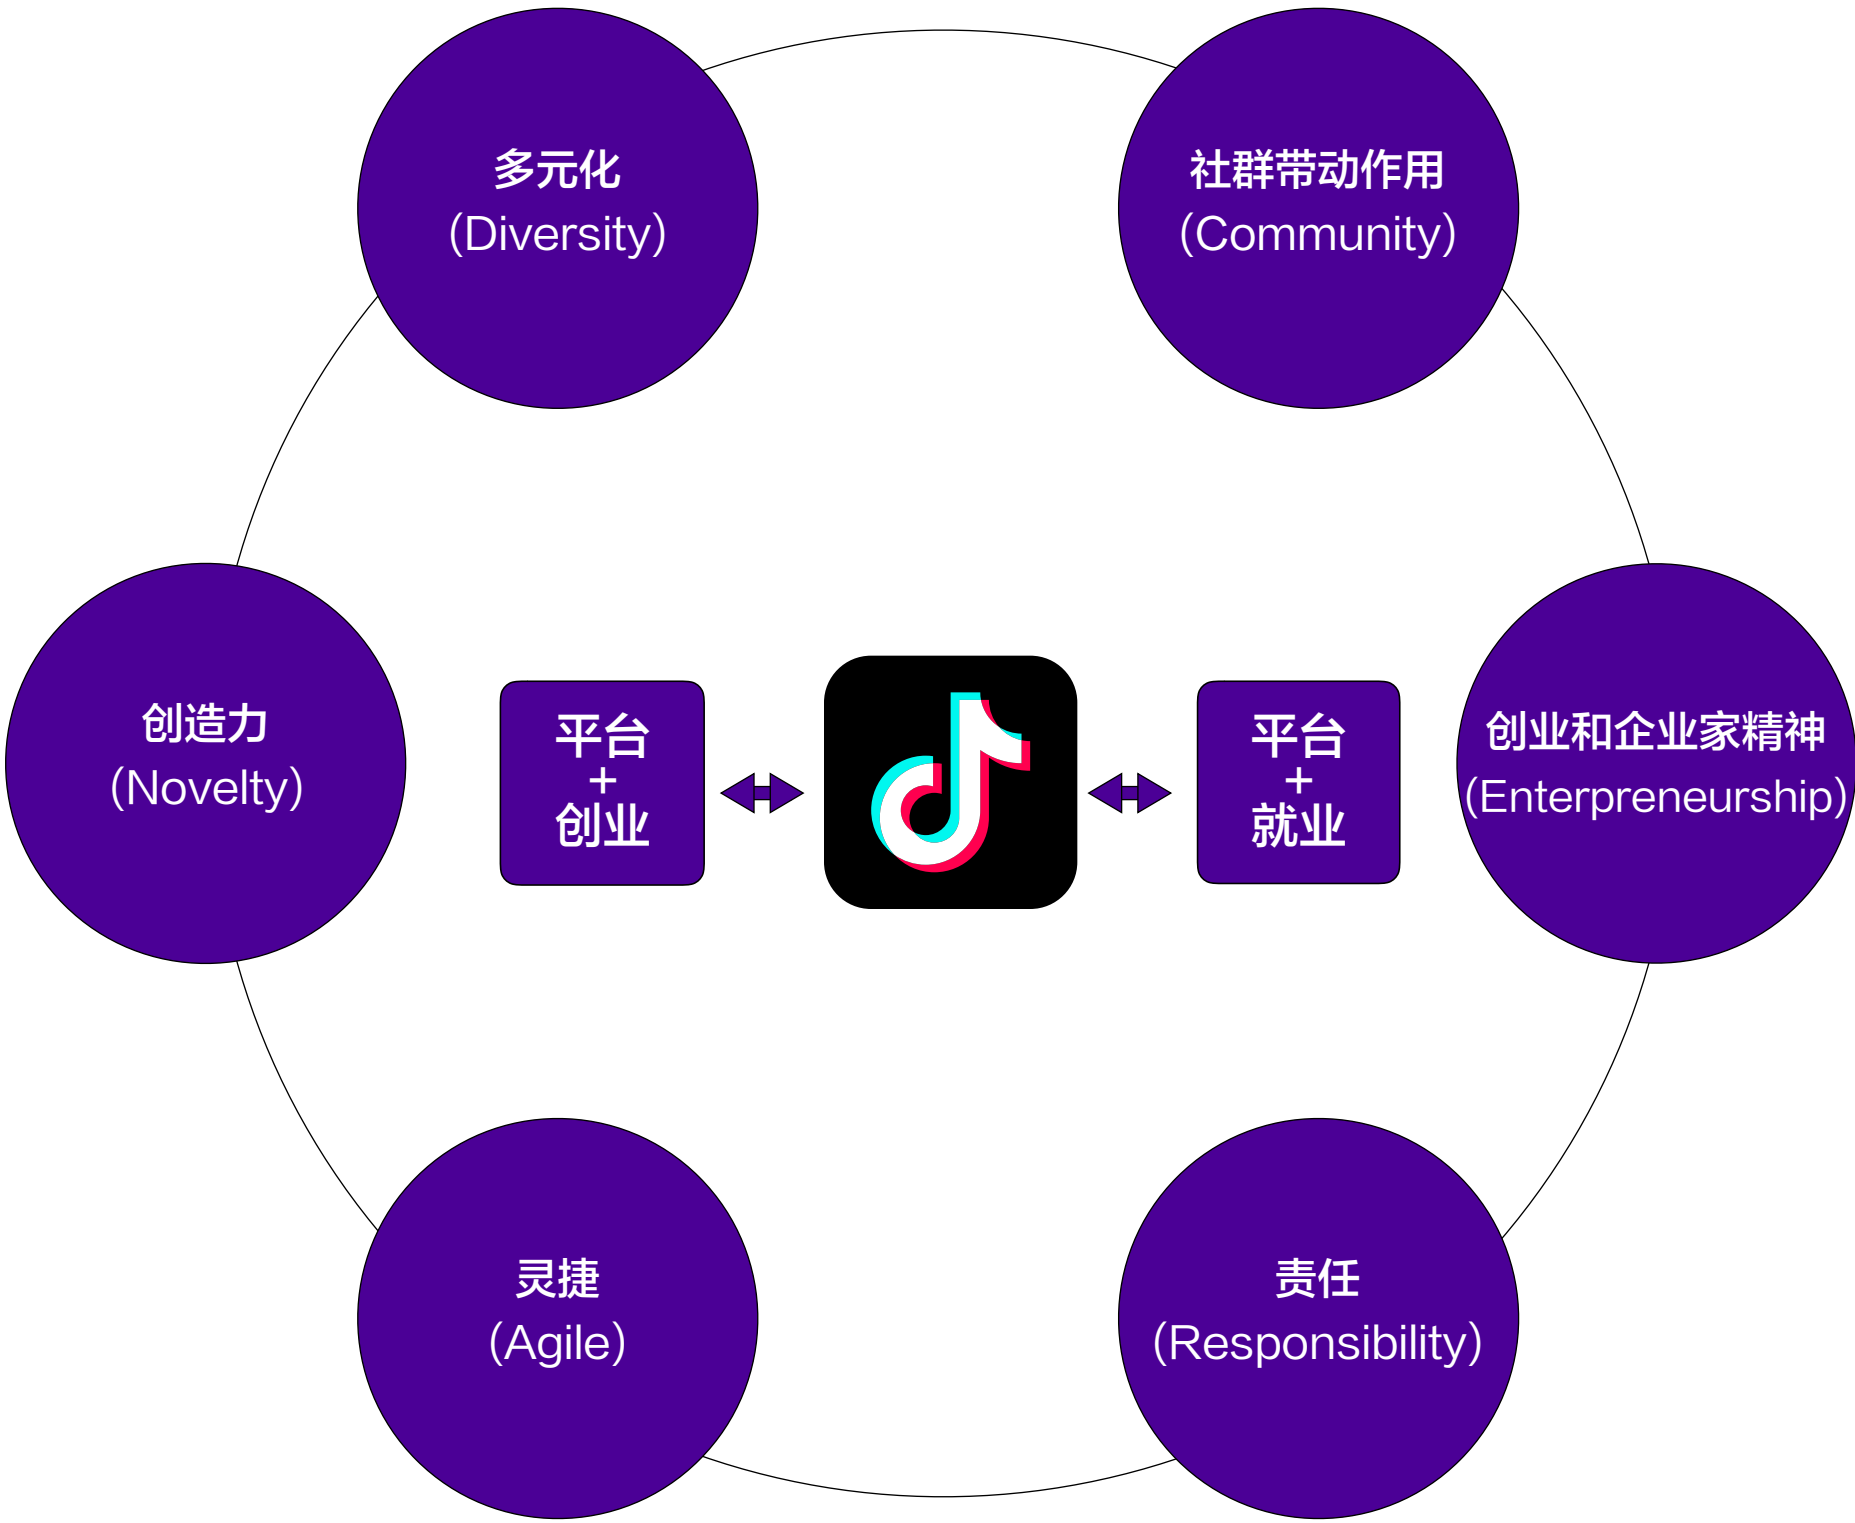 多元化
(Diversity)
社群带动作用
(Community)
创造力
(Novelty)
平台
+
创业
平台
+
就业
创业和企业家精神
(Enterpreneurship)
灵捷
(Agile)
责任
(Responsibility)